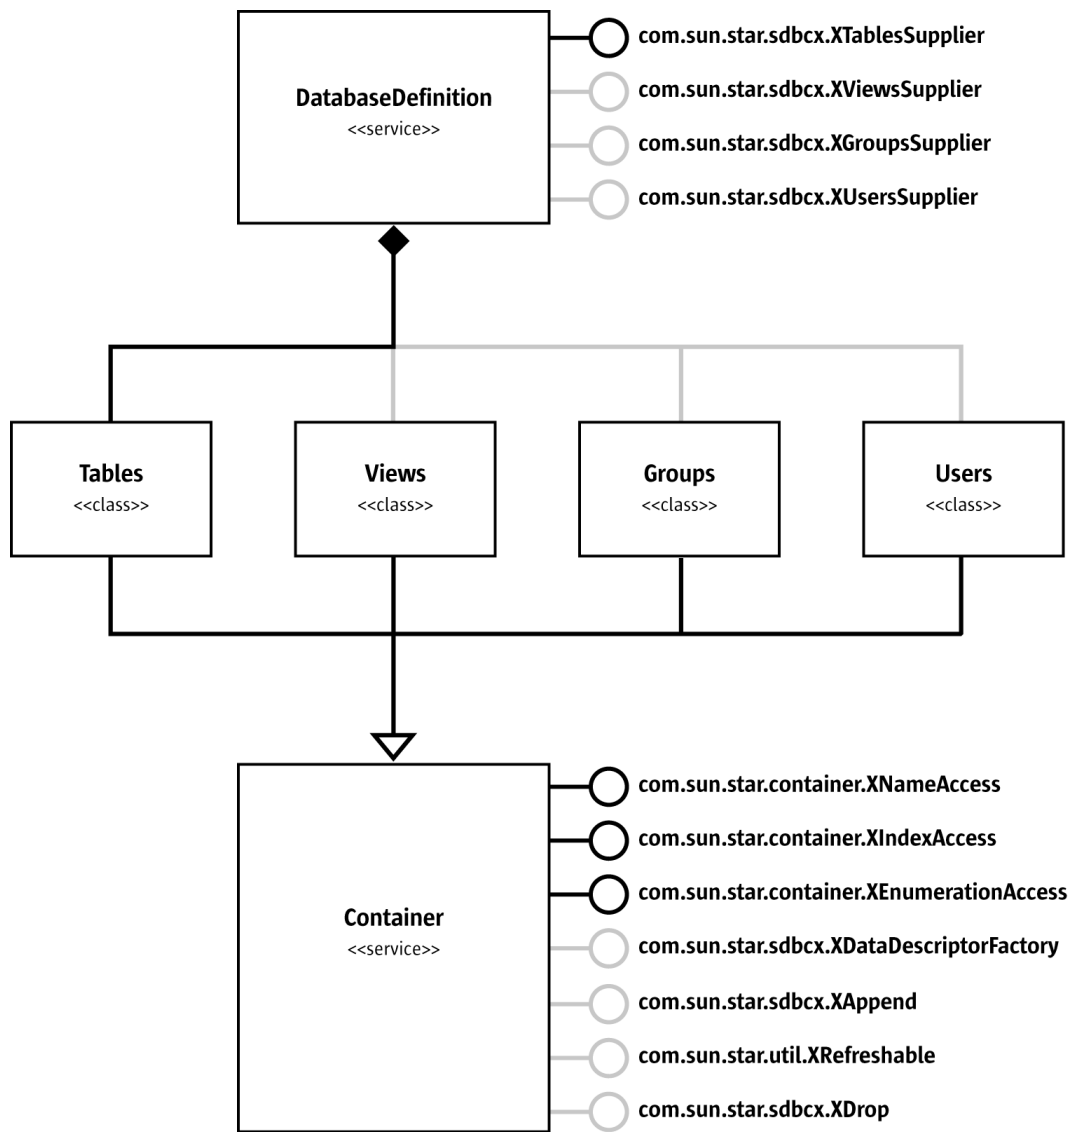 DatabaseDefinition
<<service>>
com.sun.star.sdbcx.XTablesSupplier
com.sun.star.sdbcx.XViewsSupplier
com.sun.star.sdbcx.XGroupsSupplier
com.sun.star.sdbcx.XUsersSupplier
Tables
<<class>>
Views
<<class>>
Groups
<<class>>
Users
<<class>>
Container
<<service>>
com.sun.star.container.XNameAccess
com.sun.star.container.XIndexAccess
com.sun.star.container.XEnumerationAccess
com.sun.star.sdbcx.XDataDescriptorFactory
com.sun.star.sdbcx.XAppend
com.sun.star.util.XRefreshable
com.sun.star.sdbcx.XDrop